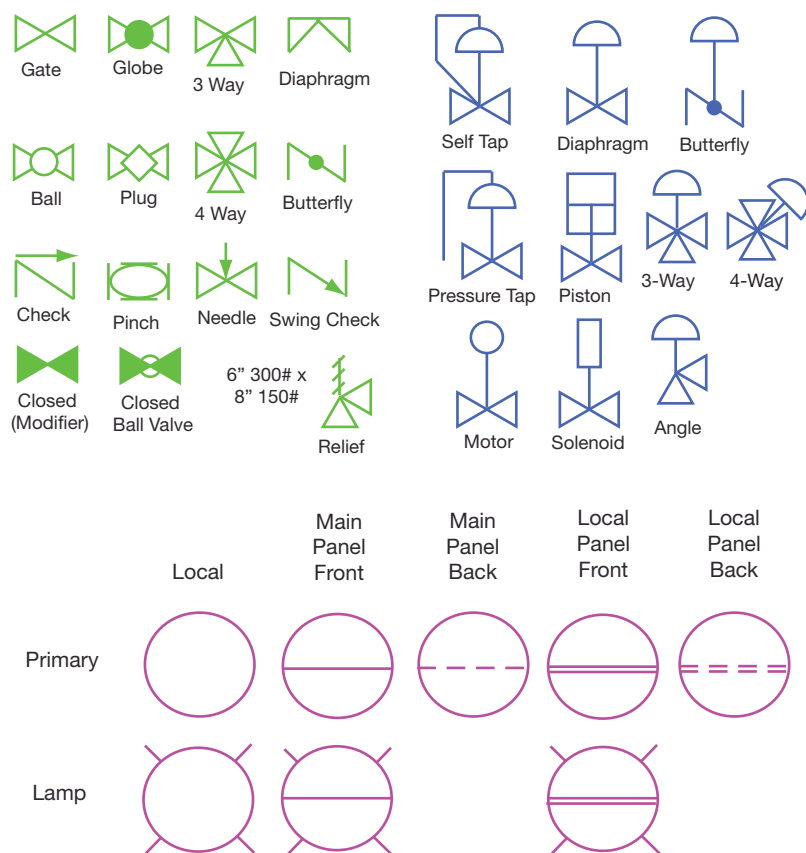 Gate
Globe
3 Way
Diaphragm
Self Tap
Diaphragm
Butterfly
Ball
Plug
4 Way
Butterfly
Pressure Tap
Piston
3-Way
4-Way
Check
Pinch
Needle
Swing Check
Closed
(Modifier)
Closed
Ball Valve
6” 300# x
8” 150#
Relief
Motor
Solenoid
Angle
Local
Main
Panel
Front
Main
Panel
Back
Local
Panel
Front
Local
Panel
Back
Primary
Lamp